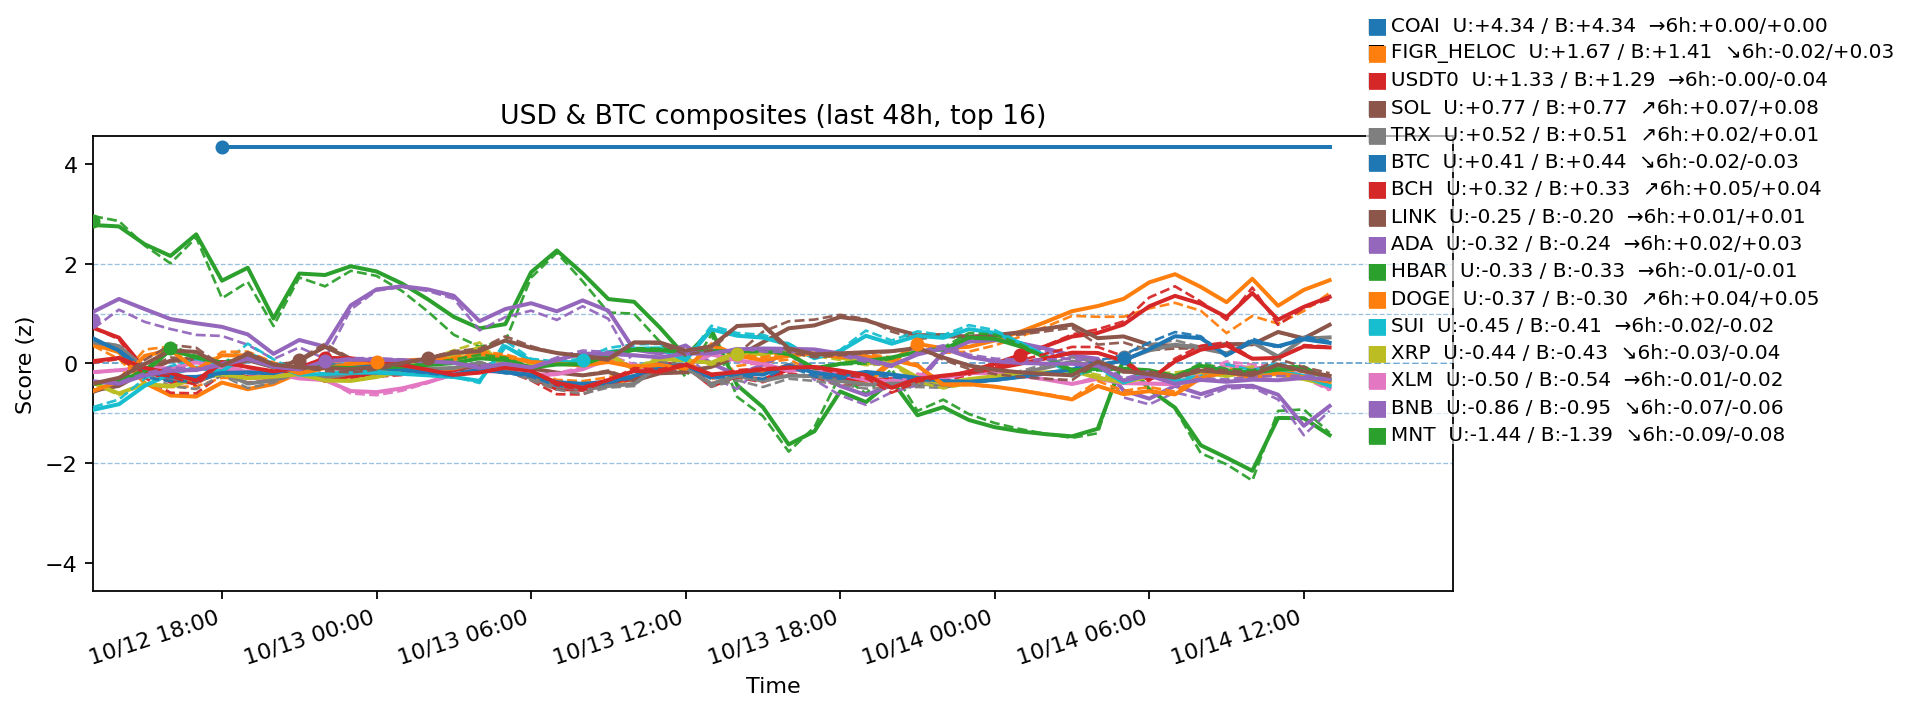 COAI U:+4.34 / B:+4.34 →6h:+0.00/+0.00
FIGR_HELOC U:+1.67 / B:+1.41 ↘6h:-0.02/+0.03
USDT0 U:+1.33 / B:+1.29 →6h:-0.00/-0.04
SOL U:+0.77 / B:+0.77 ↗6h:+0.07/+0.08
TRX U:+0.52 / B:+0.51 ↗6h:+0.02/+0.01
BTC U:+0.41 / B:+0.44 ↘6h:-0.02/-0.03
BCH U:+0.32 / B:+0.33 ↗6h:+0.05/+0.04
LINK U:-0.25 / B:-0.20 →6h:+0.01/+0.01
ADA U:-0.32 / B:-0.24 →6h:+0.02/+0.03
HBAR U:-0.33 / B:-0.33 →6h:-0.01/-0.01
DOGE U:-0.37 / B:-0.30 ↗6h:+0.04/+0.05
SUI U:-0.45 / B:-0.41 →6h:-0.02/-0.02
XRP U:-0.44 / B:-0.43 ↘6h:-0.03/-0.04
XLM U:-0.50 / B:-0.54 →6h:-0.01/-0.02
BNB U:-0.86 / B:-0.95 ↘6h:-0.07/-0.06
MNT U:-1.44 / B:-1.39 ↘6h:-0.09/-0.08
USD & BTC composites (last 48h, top 16)
Score (z)
4
2
0
−2
−4
10/12 18:00
10/13 00:00
10/13 06:00
10/13 12:00
10/13 18:00
10/14 00:00
10/14 06:00
10/14 12:00
Time